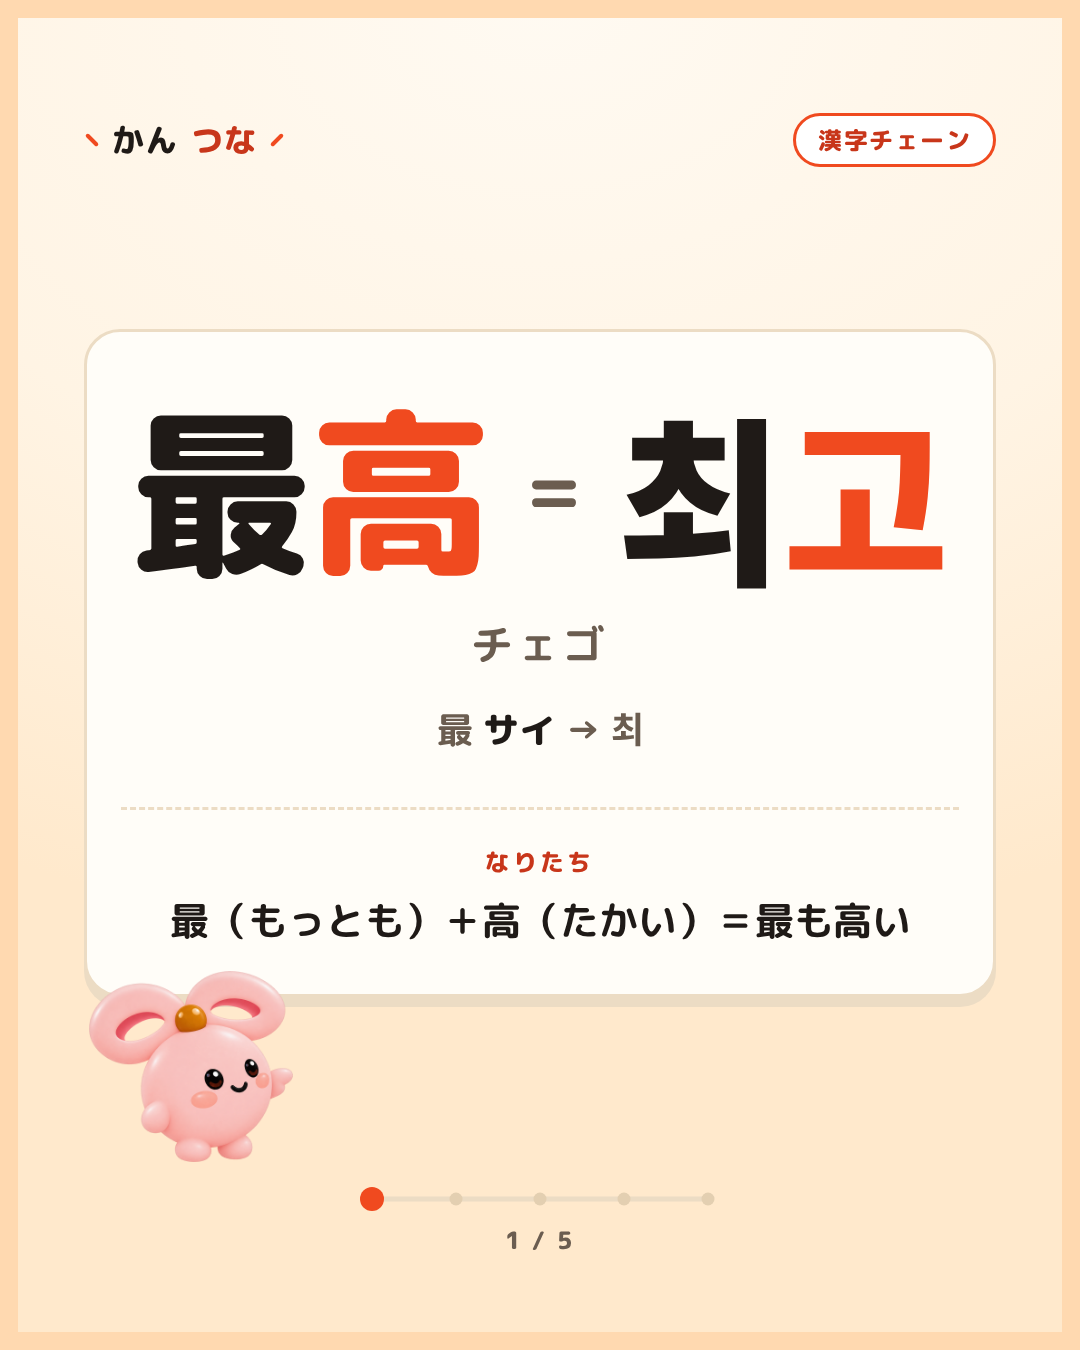 かん つな
漢字チェーン
最高 = 최고
チェゴ
最 サイ → 최
なりたち
最（もっとも）＋高（たかい）＝最も高い
1 / 5